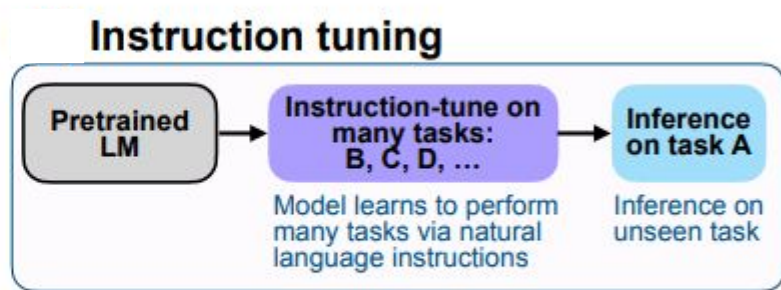 Instruction tuning
Pretrained
LM
Instruction-tune on
many tasks:
B, C, D, …
Inference
on task A
Model learns to perform
many tasks via natural
language instructions
Inference on
unseen task